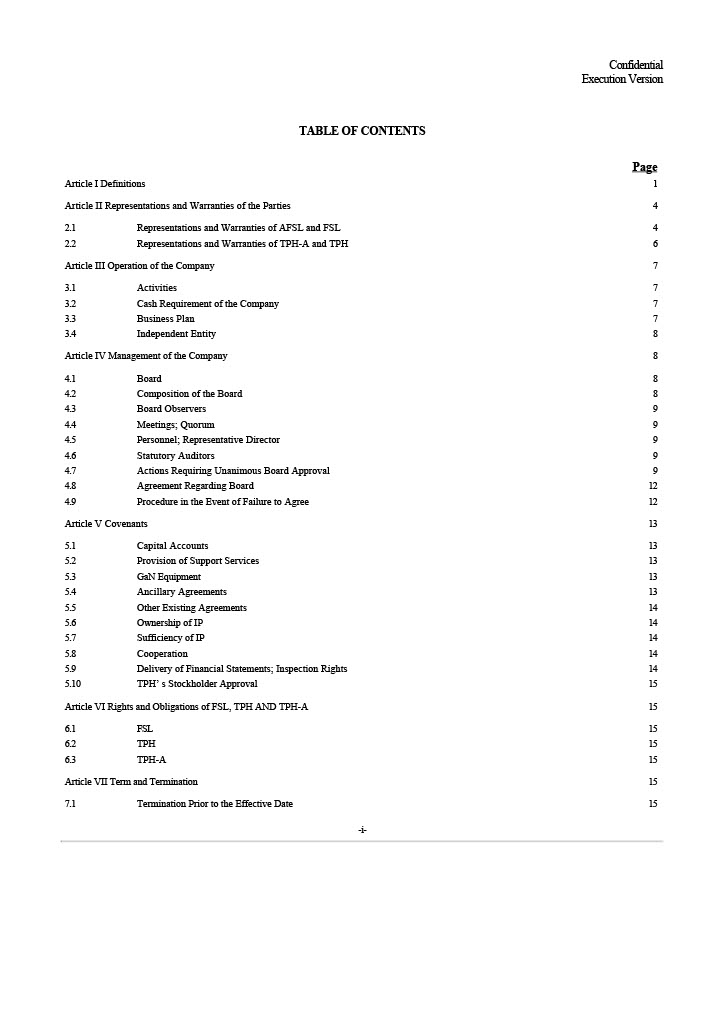 Confidential
Execution Version
TABLE OF CONTENTS
Page
Article I Definitions 1
Article II Representations and Warranties of the Parties 4
2.1 Representations and Warranties of AFSL and FSL 4
2.2 Representations and Warranties of TPH-A and TPH 6
Article III Operation of the Company 7
3.1 Activities 7
3.2 Cash Requirement of the Company 7
3.3 Business Plan 7
3.4 Independent Entity 8
Article IV Management of the Company 8
4.1 Board 8
4.2 Composition of the Board 8
4.3 Board Observers 9
4.4 Meetings; Quorum 9
4.5 Personnel; Representative Director 9
4.6 Statutory Auditors 9
4.7 Actions Requiring Unanimous Board Approval 9
4.8 Agreement Regarding Board 12
4.9 Procedure in the Event of Failure to Agree 12
Article V Covenants 13
5.1 Capital Accounts 13
5.2 Provision of Support Services 13
5.3 GaN Equipment 13
5.4 Ancillary Agreements 13
5.5 Other Existing Agreements 14
5.6 Ownership of IP 14
5.7 Sufficiency of IP 14
5.8 Cooperation 14
5.9 Delivery of Financial Statements; Inspection Rights 14
5.10 TPH’ s Stockholder Approval 15
Article VI Rights and Obligations of FSL, TPH AND TPH-A 15
6.1 FSL 15
6.2 TPH 15
6.3 TPH-A 15
Article VII Term and Termination 15
7.1 Termination Prior to the Effective Date 15
-i-